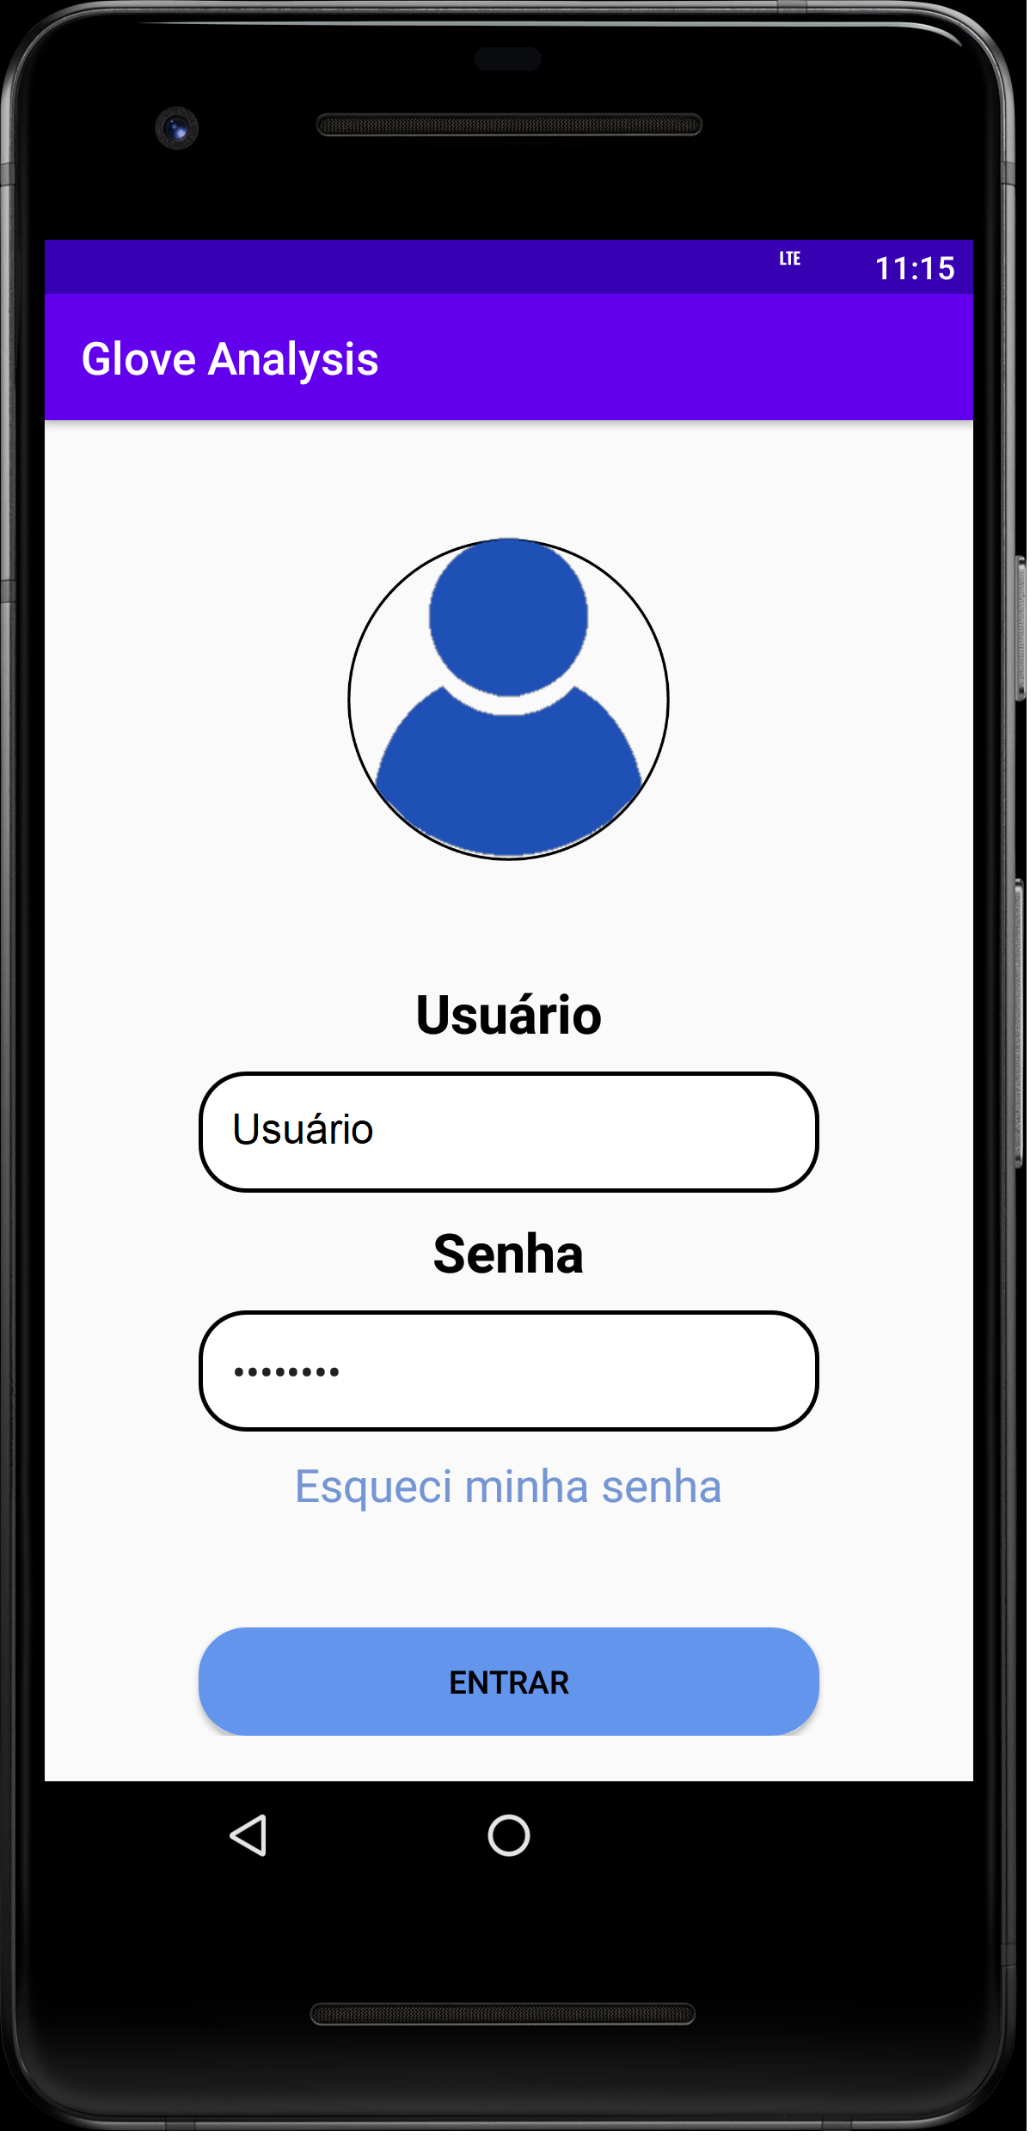 LTE 11:15
Glove Analysis
Usuário
Usuário
Senha
••••••••
Esqueci minha senha
ENTRAR